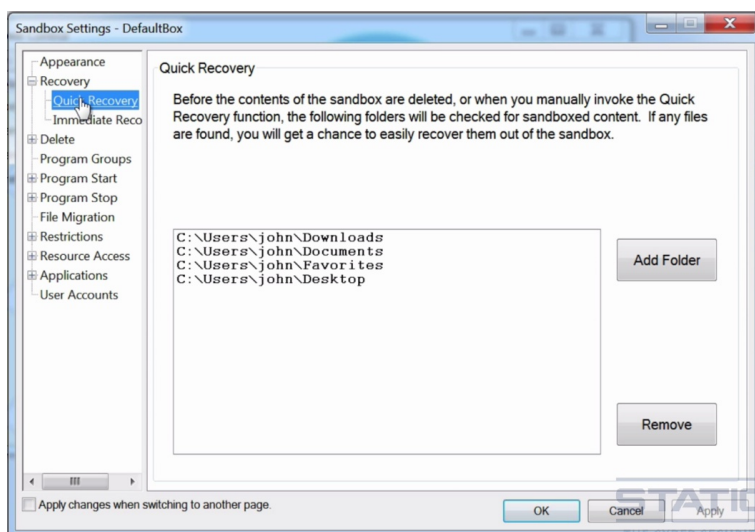 Sandbox Settings - DefaultBox
Appearance
Recovery
Quick Recovery
Immediate Reco
Delete
Program Groups
Program Start
Program Stop
File Migration
Restrictions
Resource Access
Applications
User Accounts
Quick Recovery
Before the contents of the sandbox are deleted, or when you manually invoke the Quick
Recovery function, the following folders will be checked for sandboxed content. If any files
are found, you will get a chance to easily recover them out of the sandbox.
C:\Users\john\Downloads
C:\Users\john\Documents
C:\Users\john\Favorites
C:\Users\john\Desktop
Add Folder
Remove
Apply changes when switching to another page.
OK
Cancel
Apply
STATIC